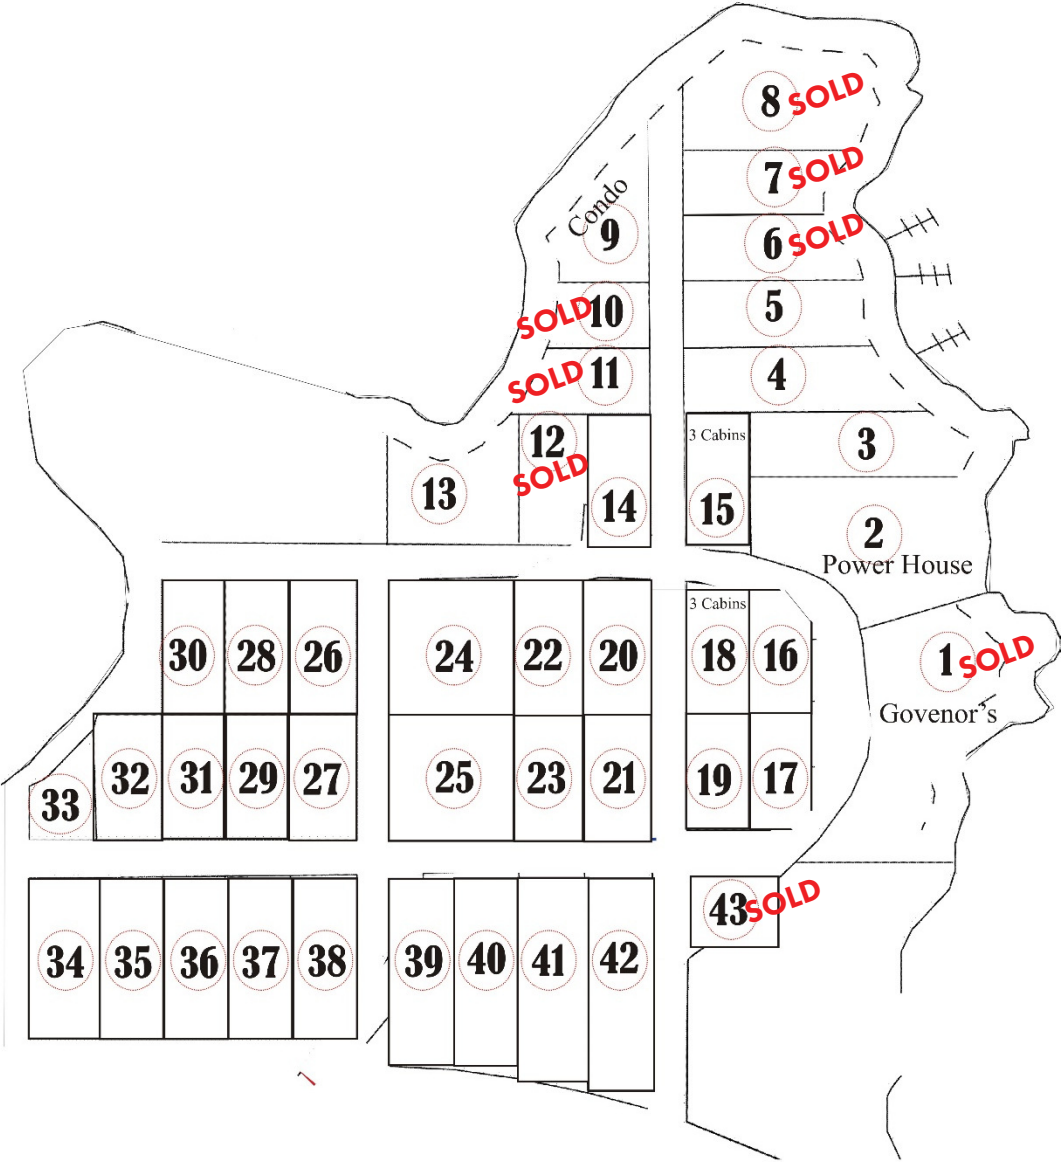 8 SOLD
7 SOLD
Condo
9
6 SOLD
SOLD 10
5
SOLD 11
4
12
3 Cabins
3
SOLD
13
14
15
2
Power House
3 Cabins
30
28
26
24
22
20
18
16
1 SOLD
Govenor's
33
32
31
29
27
25
23
21
19
17
43 SOLD
34
35
36
37
38
39
40
41
42